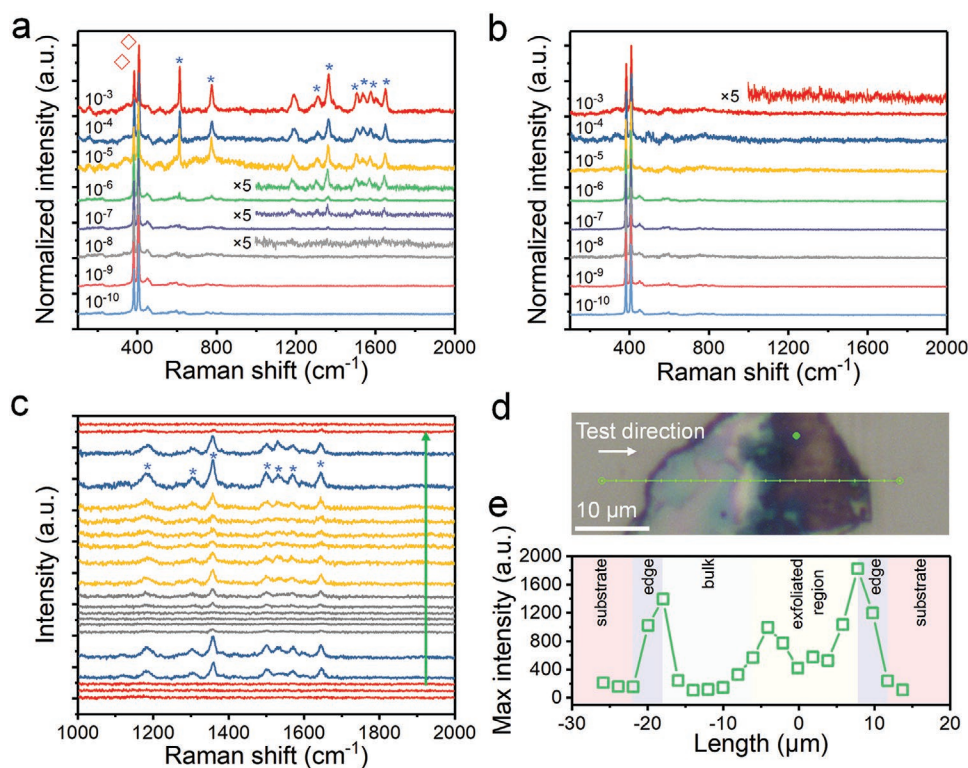 a
Normalized intensity (a.u.)
10-3
10-4
10-5
10-6
10-7
10-8
10-9
10-10
×5
×5
×5
* * * * * * * *
400 800 1200 1600 2000
Raman shift (cm-1)
b
Normalized intensity (a.u.)
10-3
10-4
10-5
10-6
10-7
10-8
10-9
10-10
×5
400 800 1200 1600 2000
Raman shift (cm-1)
c
Intensity (a.u.)
* * * * * * *
1000 1200 1400 1600 1800 2000
Raman shift (cm-1)
d
Test direction
10 μm
e
Max intensity (a.u.)
2000
1600
1200
800
400
0
substrate
edge
bulk
exfoliated
region
edge
substrate
-30 -20 -10 0 10 20
Length (μm)